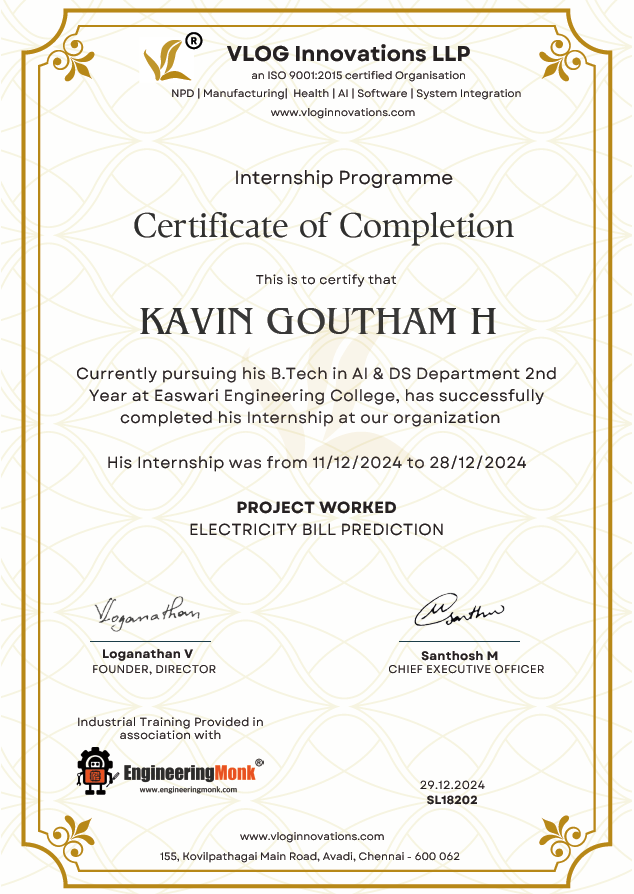 ®
VLOG Innovations LLP
an ISO 9001:2015 certified Organisation
NPD | Manufacturing| Health | AI | Software | System Integration
www.vloginnovations.com
Internship Programme
Certificate of Completion
This is to certify that
KAVIN GOUTHAM H
Currently pursuing his B.Tech in AI & DS Department 2nd
Year at Easwari Engineering College, has successfully
completed his Internship at our organization
His Internship was from 11/12/2024 to 28/12/2024
PROJECT WORKED
ELECTRICITY BILL PREDICTION
Vloganathan
Santhosh M
Loganathan V
FOUNDER, DIRECTOR
CHIEF EXECUTIVE OFFICER
Industrial Training Provided in
association with
EngineeringMonk®
www.engineeringmonk.com
29.12.2024
SL18202
www.vloginnovations.com
155, Kovilpathagai Main Road, Avadi, Chennai - 600 062